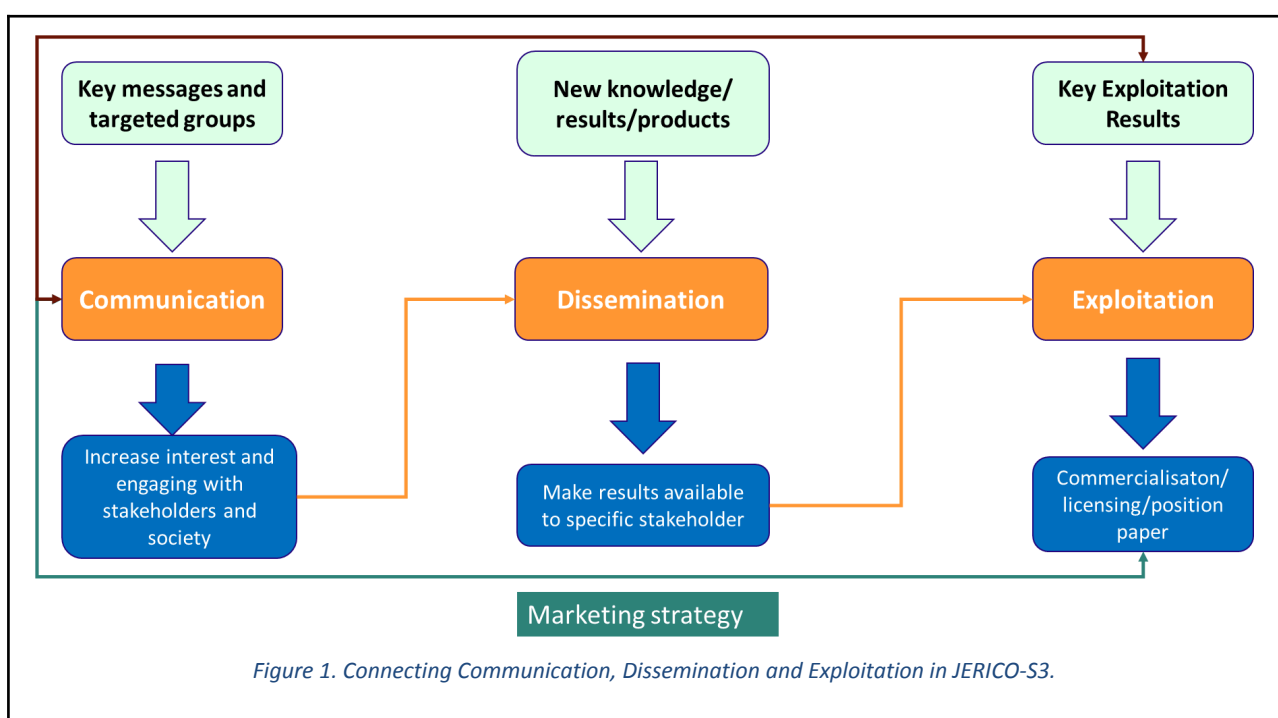 Key messages and
targeted groups
New knowledge/
results/products
Key Exploitation
Results
Communication
Dissemination
Exploitation
Increase interest and
engaging with
stakeholders and
society
Make results available
to specific stakeholder
Commercialisaton/
licensing/position
paper
Marketing strategy
Figure 1. Connecting Communication, Dissemination and Exploitation in JERICO-S3.